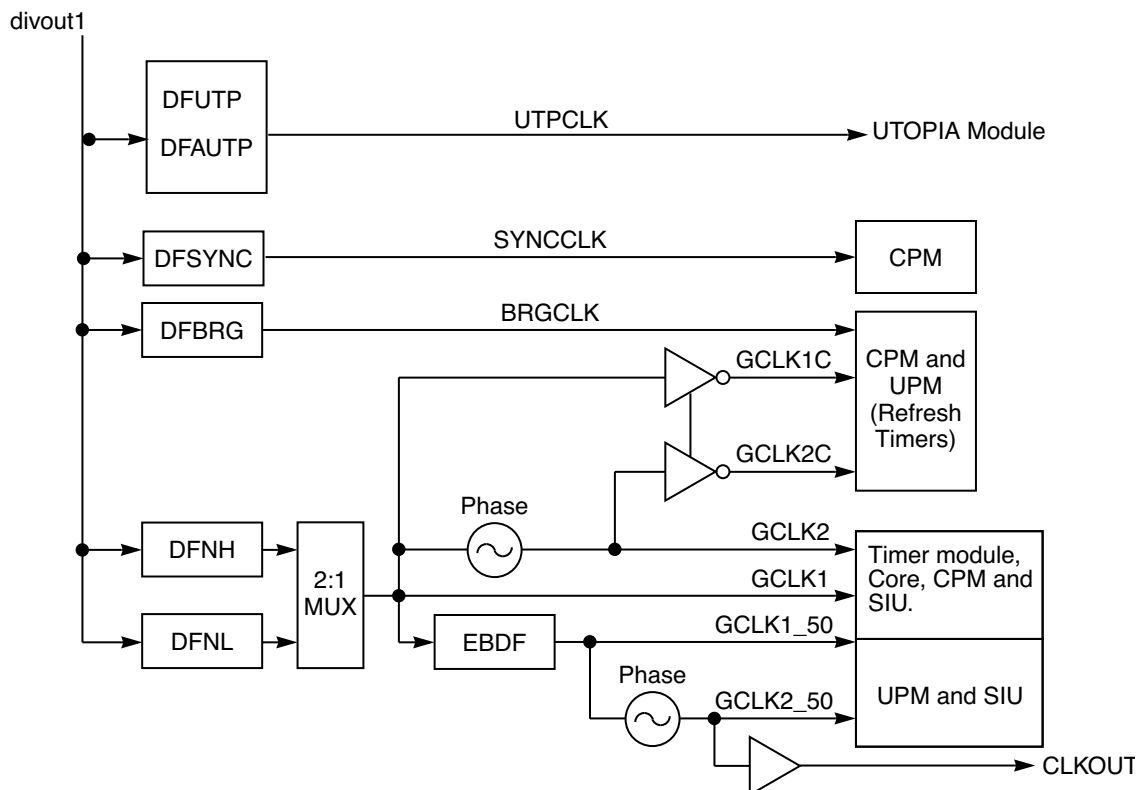 divout1
DFUTP
DFAUTP
UTPCLK
UTOPIA Module
DFSYNC
SYNCCLK
CPM
DFBRG
BRGCLK
GCLK1C
CPM and
UPM
(Refresh
Timers)
GCLK2C
Phase
DFNH
GCLK2
Timer module,
Core, CPM and
SIU.
2:1
MUX
GCLK1
DFNL
EBDF
GCLK1_50
Phase
GCLK2_50
UPM and SIU
CLKOUT